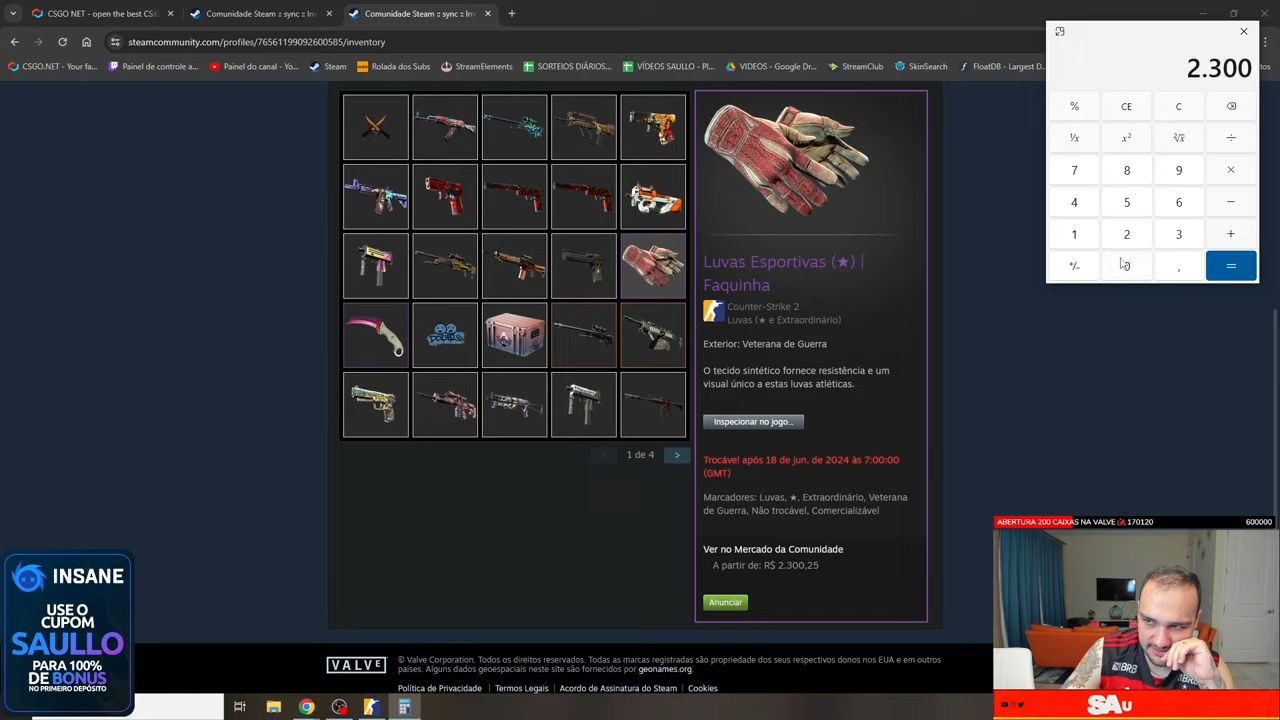 CSGO NET - open the best CS:
Comunidade Steam :: sync :: Inv
Comunidade Steam :: sync :: Inv
steamcommunity.com/profiles/76561199092600585/inventory
CSGO.NET - Your fa...
Painel de controle a...
Painel do canal - Yo...
Steam
Rolada dos Subs
StreamElements
SORTEIOS DIÁRIOS...
VÍDEOS SAULLO - Pl...
VIDEOS - Google Dr...
SteamClub
SkinSearch
FloatDB - Largest D...
2.300
% CE C
¹/x x² ²√x ÷
7 8 9 ×
4 5 6 −
1 2 3 +
+/− 0 , =
Luvas Esportivas (★) |
Faquinha
Counter-Strike 2
Luvas (★ e Extraordinário)
Exterior: Veterana de Guerra
O tecido sintético fornece resistência e um
visual único a estas luvas atléticas.
Inspecionar no jogo...
1 de 4
Trocável após 18 de jun. de 2024 às 7:00:00
(GMT)
Marcadores: Luvas, ★, Extraordinário, Veterana
de Guerra, Não trocável, Comercializável
Ver no Mercado da Comunidade
A partir de: R$ 2.300,25
Anunciar
ABERTURA 200 CAIXAS NA VALVE 170120 600000
INSANE
USE O
CUPOM
SAULLO
PARA 100%
DE BONUS
NO PRIMEIRO DEPÓSITO
VALVE
© Valve Corporation. Todos os direitos reservados. Todas as marcas registradas são propriedade dos seus respectivos donos nos EUA e em outros
países. Alguns dados geoespaciais neste site são fornecidos por geonames.org.
Política de Privacidade | Termos Legais | Acordo de Assinatura do Steam | Cookies
BRB
SAU